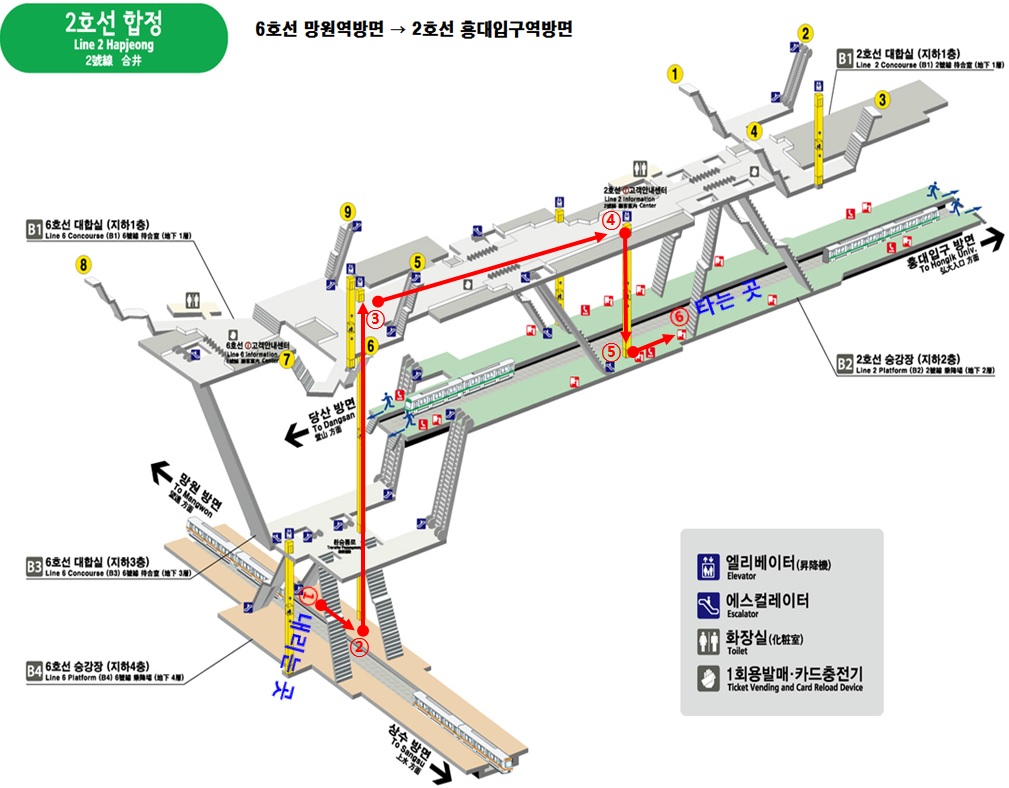 2호선 합정
Line 2 Hapjeong
2號線 合井
6호선 망원역방면 → 2호선 홍대입구역방면
2
1
3
4
B1 2호선 대합실 (지하1층)
Line 2 Concourse (B1) 2號線 待合室 (地下 1層)
2호선 고객안내센터
Line 2 Information
Center
④
9
B1 6호선 대합실 (지하1층)
Line 6 Concourse (B1) 6號線 待合室 (地下 1層)
8
5
③
6
7
6호선 고객안내센터
Line 6 Information
Center
홍대입구 방면
To Hongik Univ.
弘大入口 方面
타는 곳
⑥
⑤
B2 2호선 승강장 (지하2층)
Line 2 Platform (B2) 2號線 乘降場 (地下 2層)
당산 방면
To Dangsan
堂山 方面
망원 방면
To Mangwon
望遠 方面
환승통로
B3 6호선 대합실 (지하3층)
Line 6 Concourse (B3) 6號線 待合室 (地下 3層)
①
②
내리는 곳
B4 6호선 승강장 (지하4층)
Line 6 Platform (B4) 6號線 乘降場 (地下 4層)
상수 방면
To Sangsu
上水 方面
엘리베이터(昇降機)
Elevator
에스컬레이터
Escalator
화장실(化粧室)
Toilet
1회용발매·카드충전기
Ticket Vending and Card Reload Device